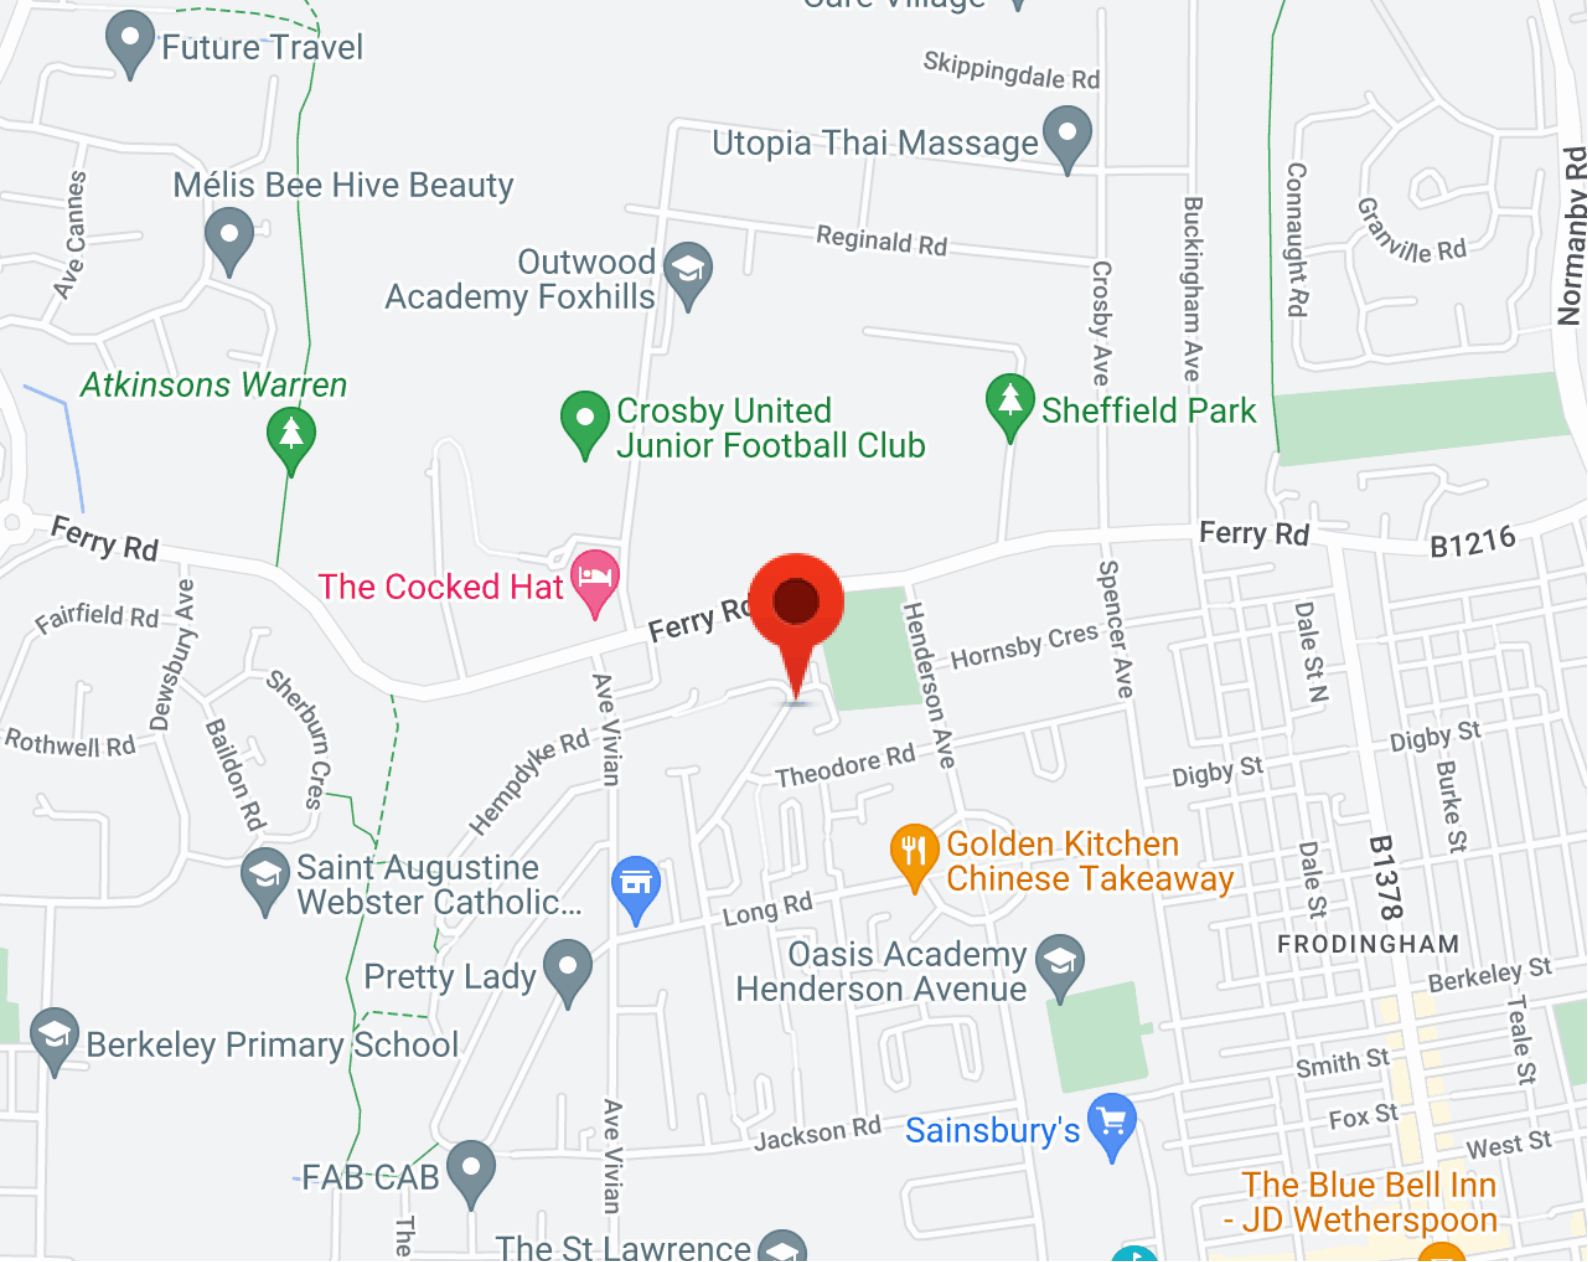 Care Village
Future Travel
Skippingdale Rd
Utopia Thai Massage
Mélis Bee Hive Beauty
Ave Cannes
Reginald Rd
Buckingham Ave
Connaught Rd
Granville Rd
Normanby Rd
Outwood
Academy Foxhills
Crosby Ave
Atkinsons Warren
Crosby United
Junior Football Club
Sheffield Park
Ferry Rd
Ferry Rd
B1216
The Cocked Hat
Ferry Rd
Fairfield Rd
Dewsbury Ave
Henderson Ave
Hornsby Cres
Spencer Ave
Dale St N
Sherburn Cres
Ave Vivian
Rothwell Rd
Baildon Rd
Hempdyke Rd
Theodore Rd
Digby St
Digby St
Burke St
Golden Kitchen
Chinese Takeaway
Saint Augustine
Webster Catholic...
Long Rd
Dale St
B1378
FRODINGHAM
Oasis Academy
Henderson Avenue
Pretty Lady
Berkeley St
Teale St
Berkeley Primary School
Smith St
Fox St
West St
Ave Vivian
Jackson Rd
Sainsbury's
FAB CAB
The
The Blue Bell Inn
- JD Wetherspoon
The St Lawrence